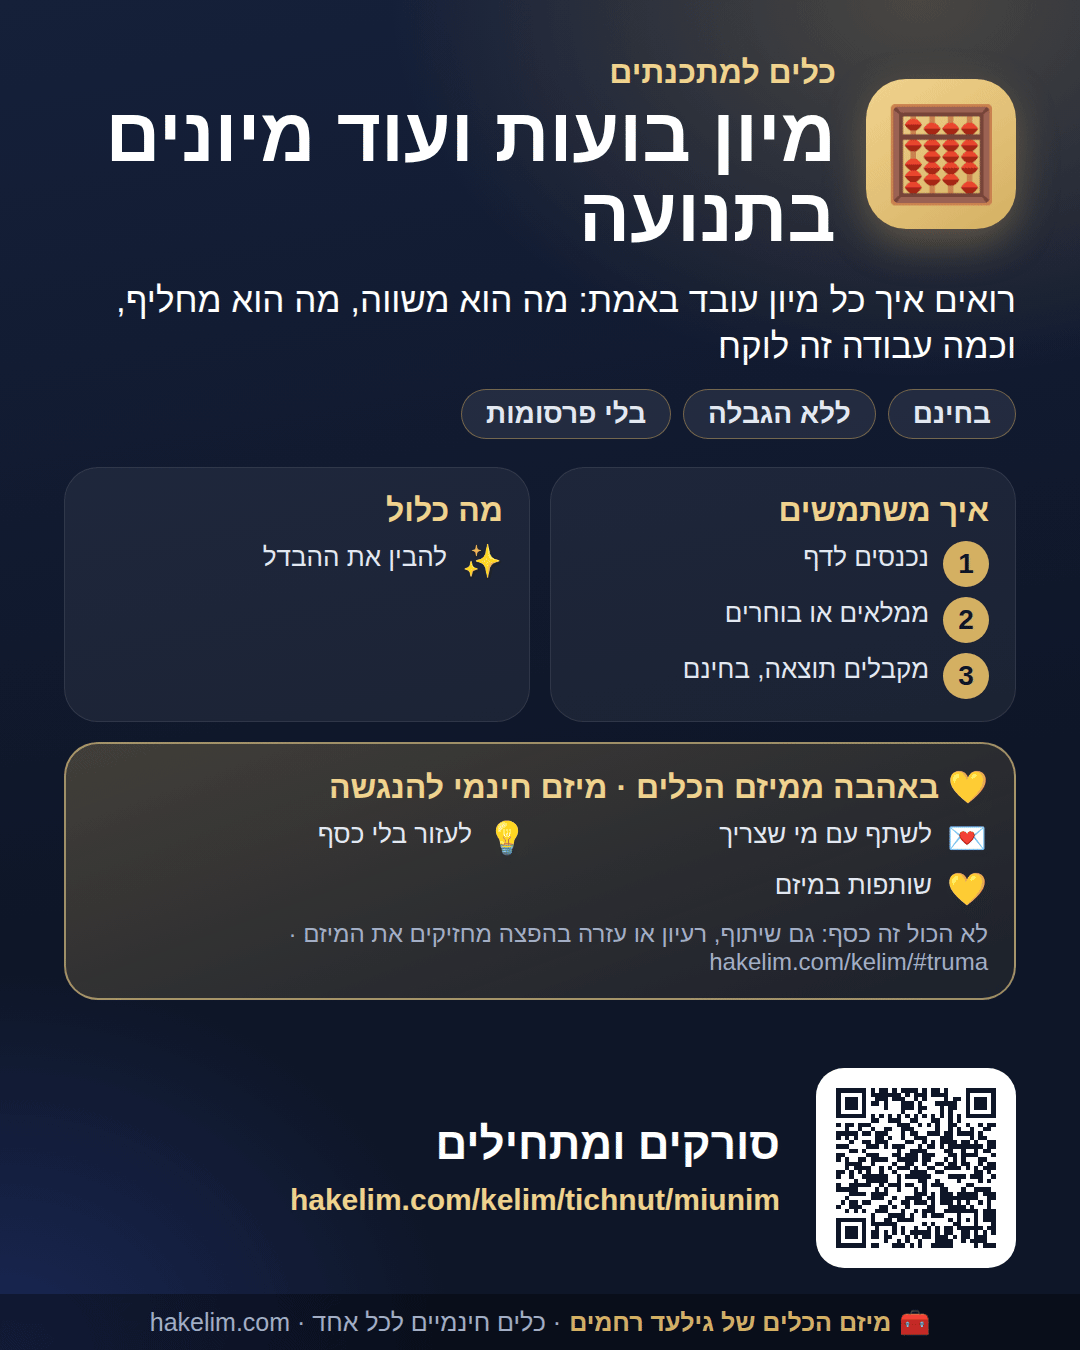 כלים למתכנתים
מיון בועות ועוד מיונים
בתנועה
רואים איך כל מיון עובד באמת: מה הוא משווה, מה הוא מחליף,
וכמה עבודה זה לוקח
בחינם
ללא הגבלה
בלי פרסומות
איך משתמשים
1 נכנסים לדף
2 ממלאים או בוחרים
3 מקבלים תוצאה, בחינם
מה כלול
✨ להבין את ההבדל
💛 באהבה ממיזם הכלים · מיזם חינמי להנגשה
💌 לשתף עם מי שצריך
💡 לעזור בלי כסף
💛 שותפות במיזם
לא הכול זה כסף: גם שיתוף, רעיון או עזרה בהפצה מחזיקים את המיזם ·
hakelim.com/kelim/#truma
סורקים ומתחילים
hakelim.com/kelim/tichnut/miunim
🧰 מיזם הכלים של גילעד רחמים · כלים חינמיים לכל אחד · hakelim.com